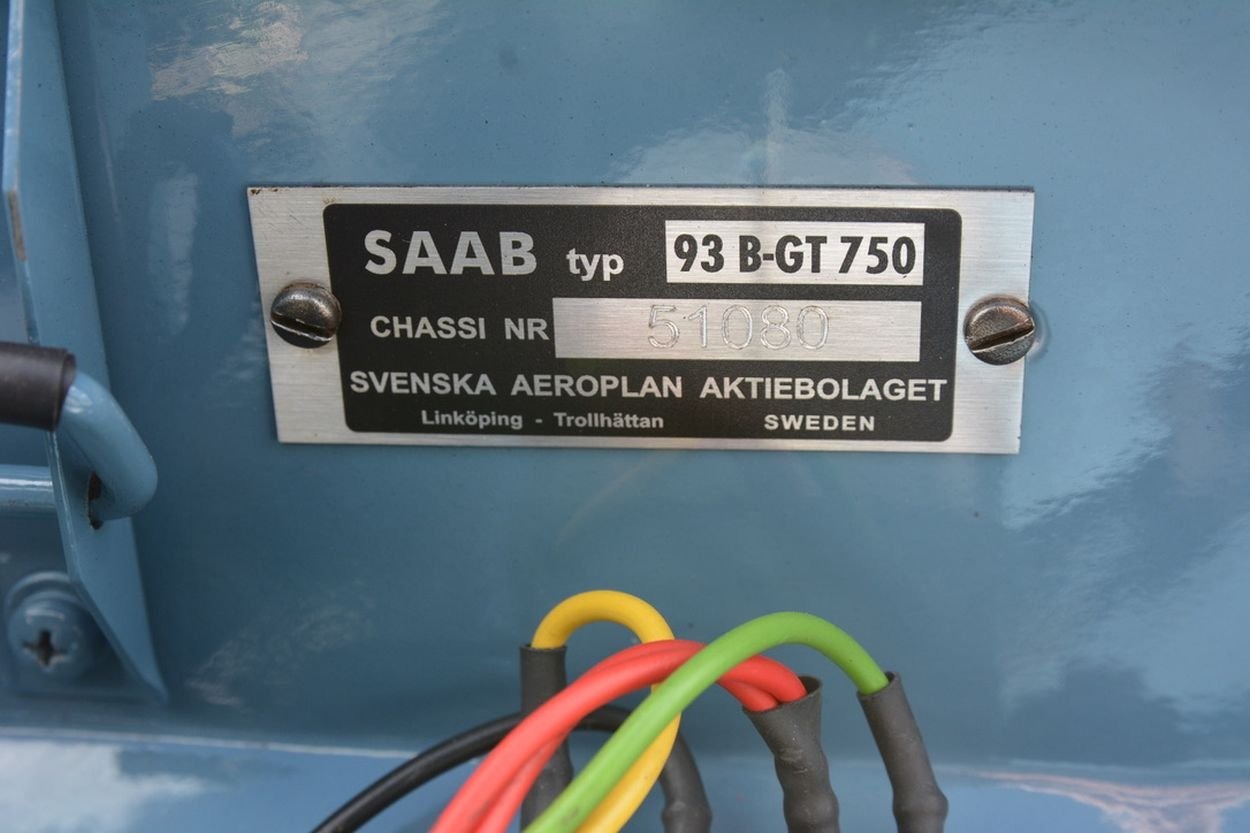 SAAB typ 93 B-GT 750
CHASSI NR 51080
SVENSKA AEROPLAN AKTIEBOLAGET
Linköping - Trollhättan SWEDEN